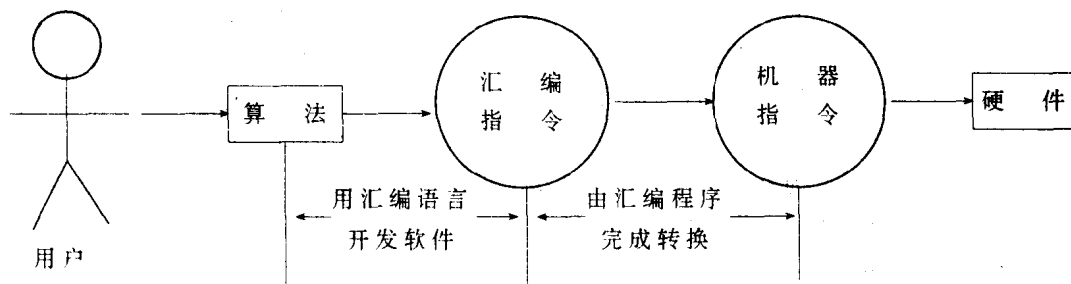 用户
算 法
汇 编
指 令
机 器
指 令
硬 件
用汇编语言
开发软件
由汇编程序
完成转换